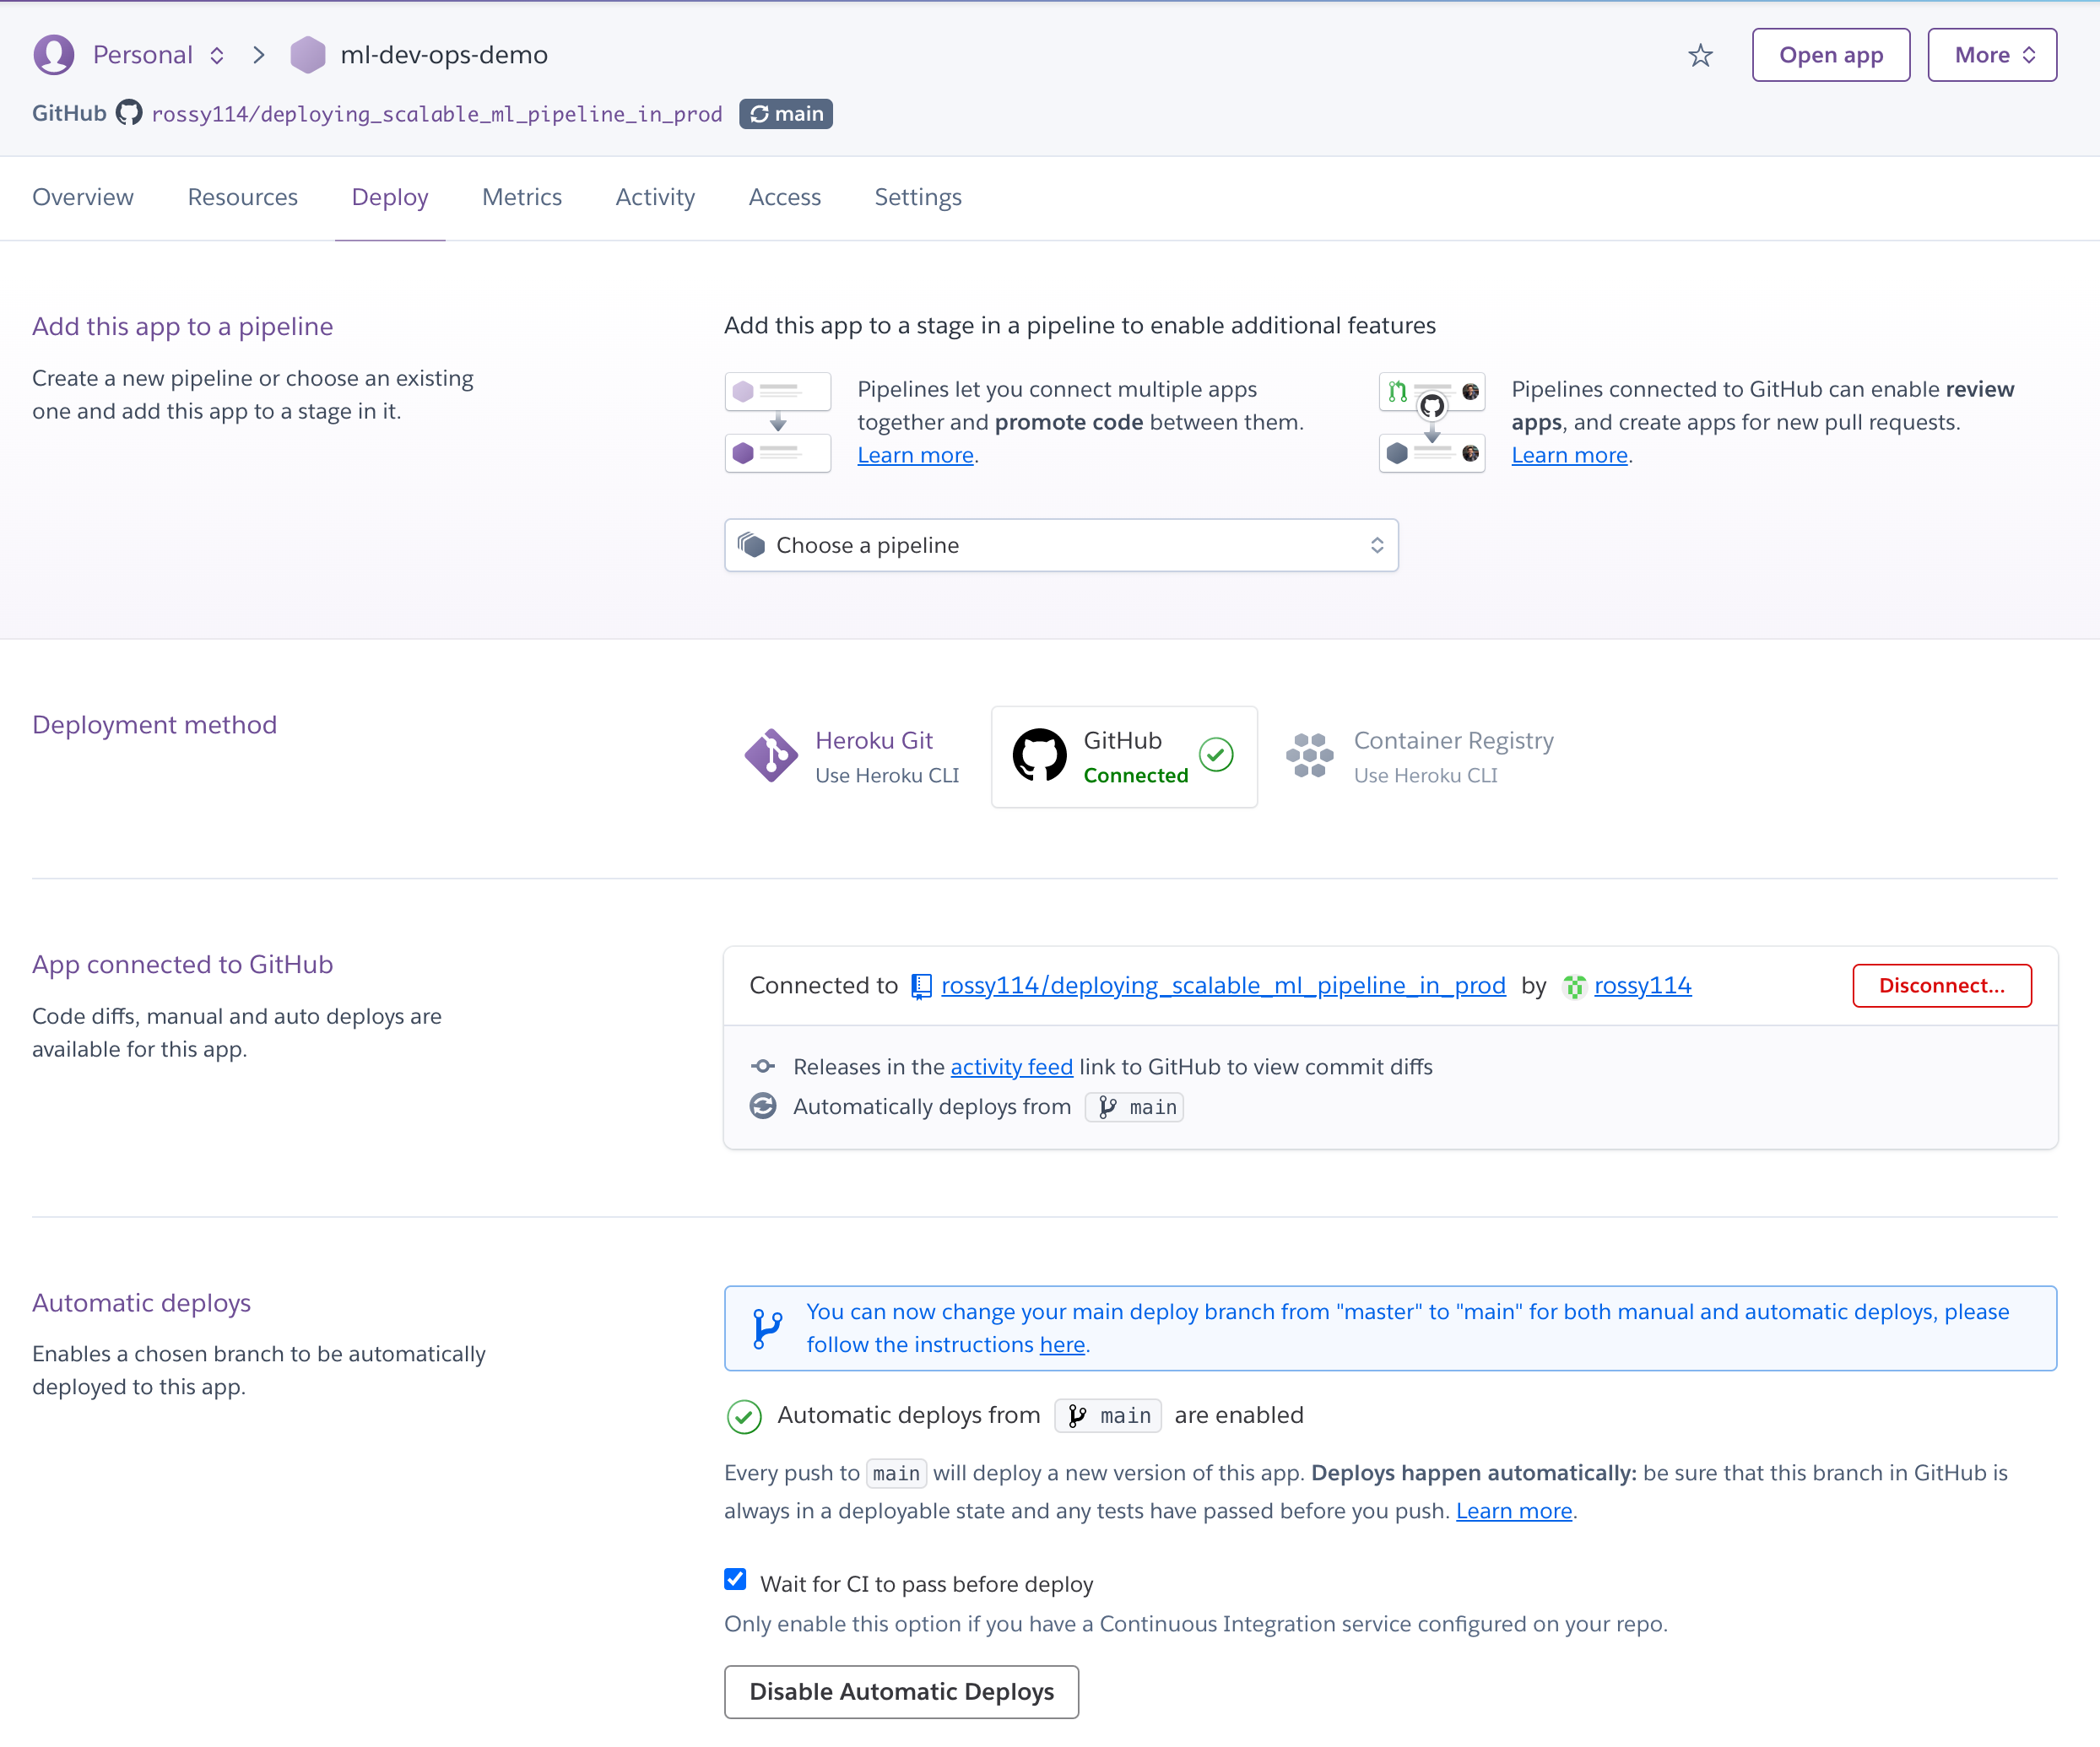 Personal
ml-dev-ops-demo
Open app
More
GitHub rossy114/deploying_scalable_ml_pipeline_in_prod main
Overview Resources Deploy Metrics Activity Access Settings
Add this app to a pipeline
Create a new pipeline or choose an existing
one and add this app to a stage in it.
Add this app to a stage in a pipeline to enable additional features
Pipelines let you connect multiple apps
together and promote code between them.
Learn more.
Pipelines connected to GitHub can enable review
apps, and create apps for new pull requests.
Learn more.
Choose a pipeline
Deployment method
Heroku Git
Use Heroku CLI
GitHub
Connected
Container Registry
Use Heroku CLI
App connected to GitHub
Code diffs, manual and auto deploys are
available for this app.
Connected to rossy114/deploying_scalable_ml_pipeline_in_prod by rossy114
Disconnect...
Releases in the activity feed link to GitHub to view commit diffs
Automatically deploys from main
Automatic deploys
Enables a chosen branch to be automatically
deployed to this app.
You can now change your main deploy branch from "master" to "main" for both manual and automatic deploys, please
follow the instructions here.
Automatic deploys from main are enabled
Every push to main will deploy a new version of this app. Deploys happen automatically: be sure that this branch in GitHub is
always in a deployable state and any tests have passed before you push. Learn more.
Wait for CI to pass before deploy
Only enable this option if you have a Continuous Integration service configured on your repo.
Disable Automatic Deploys